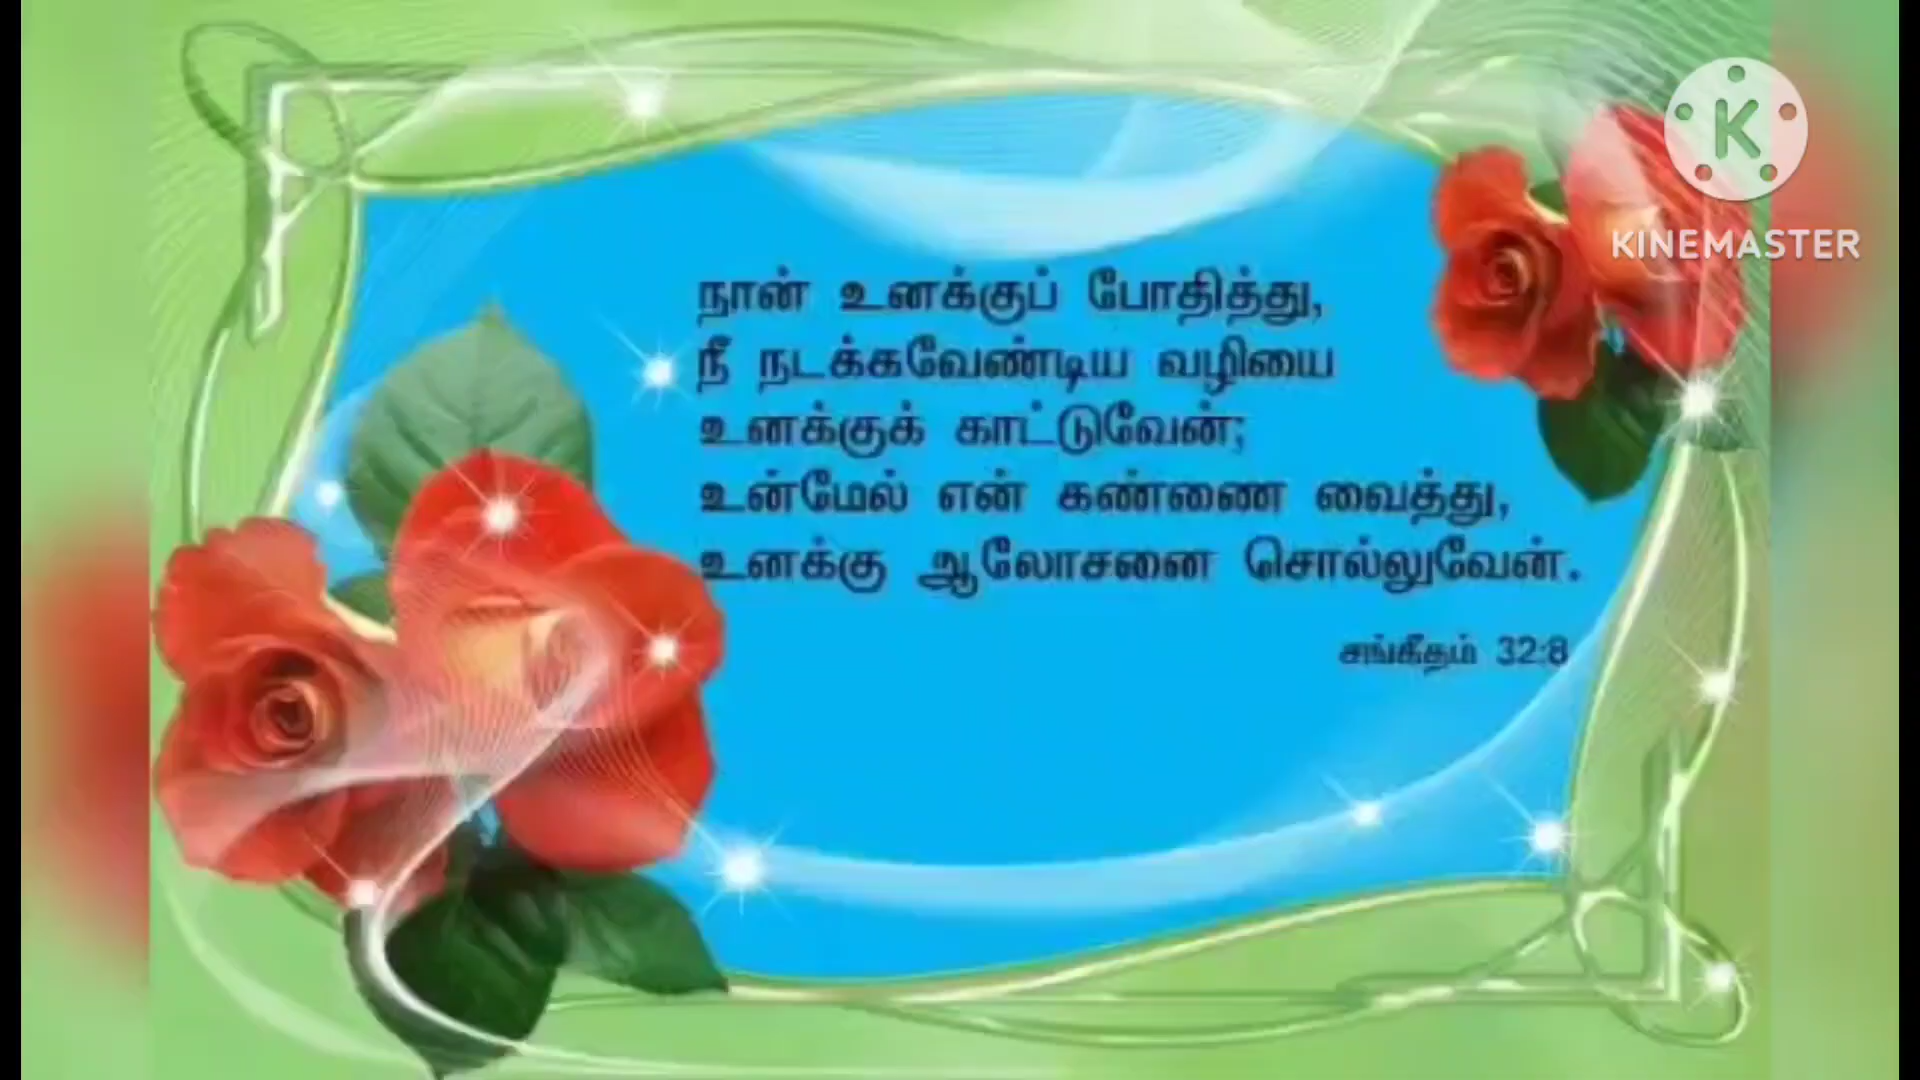 KINEMASTER
நான் உனக்குப் போதித்து,
நீ நடக்கவேண்டிய வழியை
உனக்குக் காட்டுவேன்;
உன்மேல் என் கண்ணை வைத்து,
உனக்கு ஆலோசனை சொல்லுவேன்.
சங்கீதம் 32:8